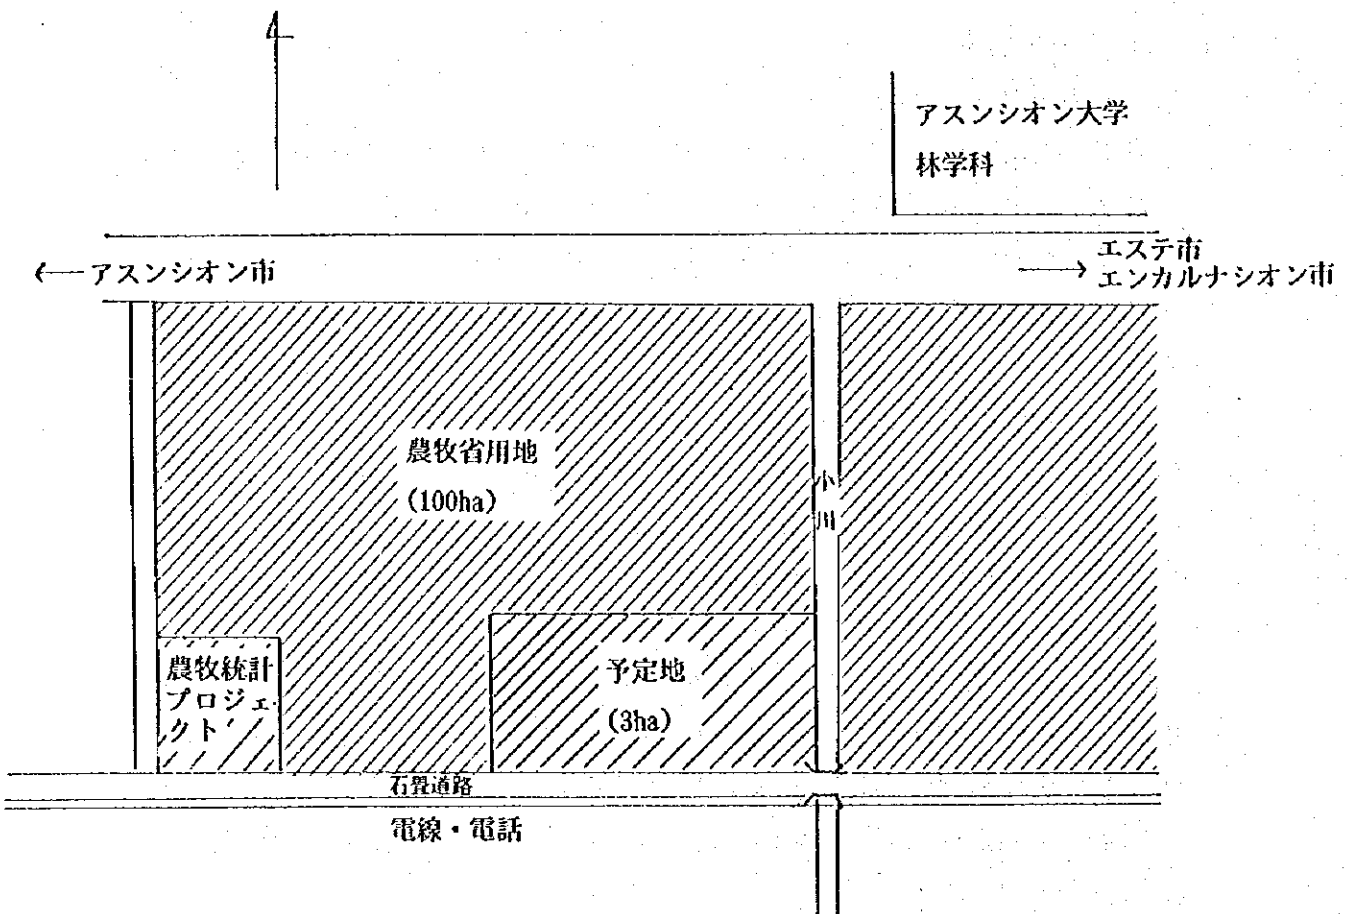 アスンシオン大学
林学科
←アスンシオン市
→エステ市
エンカルナシオン市
農牧省用地
(100ha)
小川
農牧統計
プロジェ
クト
予定地
(3ha)
石畳道路
電線・電話